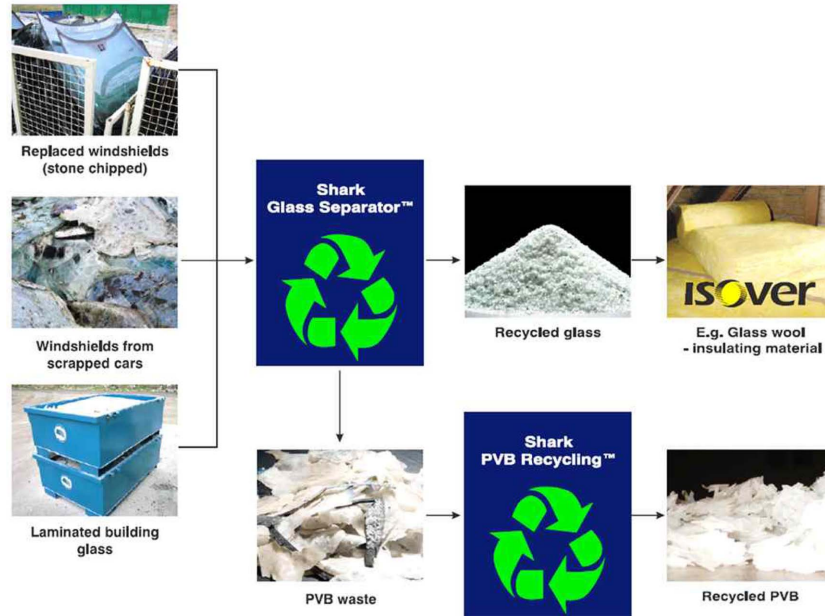 Replaced windshields
(stone chipped)
Windshields from
scrapped cars
Laminated building
glass
Shark
Glass Separator™
Recycled glass
ISOVER
E.g. Glass wool
- insulating material
PVB waste
Shark
PVB Recycling™
Recycled PVB